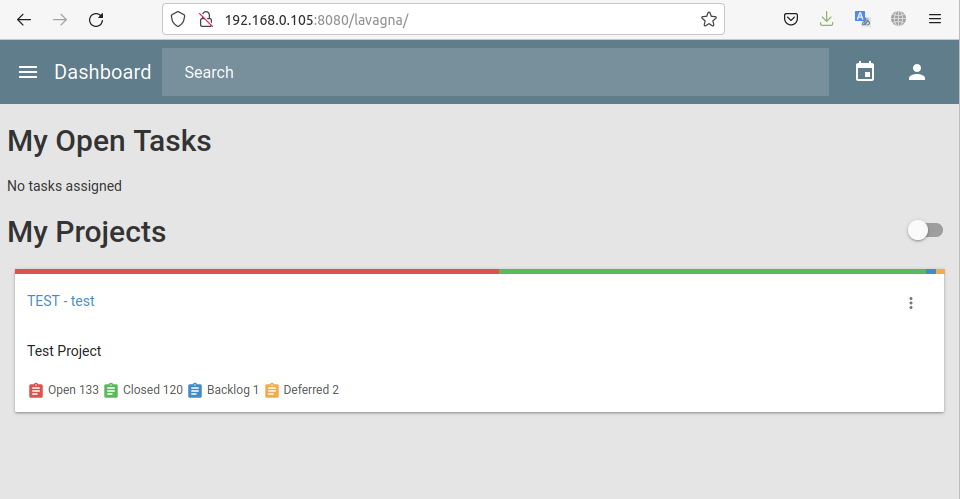 192.168.0.105:8080/lavagna/
Dashboard Search
My Open Tasks
No tasks assigned
My Projects
TEST - test
Test Project
Open 133 Closed 120 Backlog 1 Deferred 2